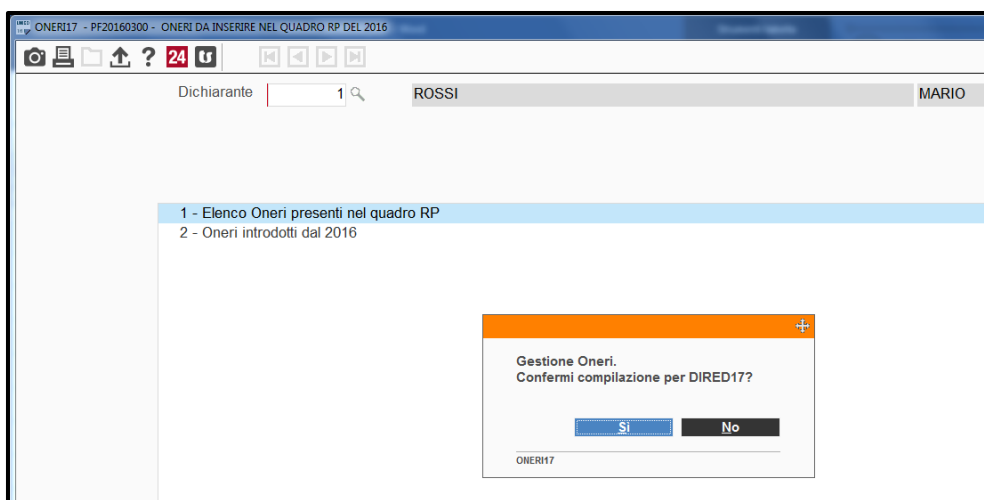 ONERI17 - PF20160300 - ONERI DA INSERIRE NEL QUADRO RP DEL 2016
? 24
Dichiarante 1 ROSSI MARIO
1 - Elenco Oneri presenti nel quadro RP
2 - Oneri introdotti dal 2016
Gestione Oneri.
Confermi compilazione per DIRED17?
Sì No
ONERI17